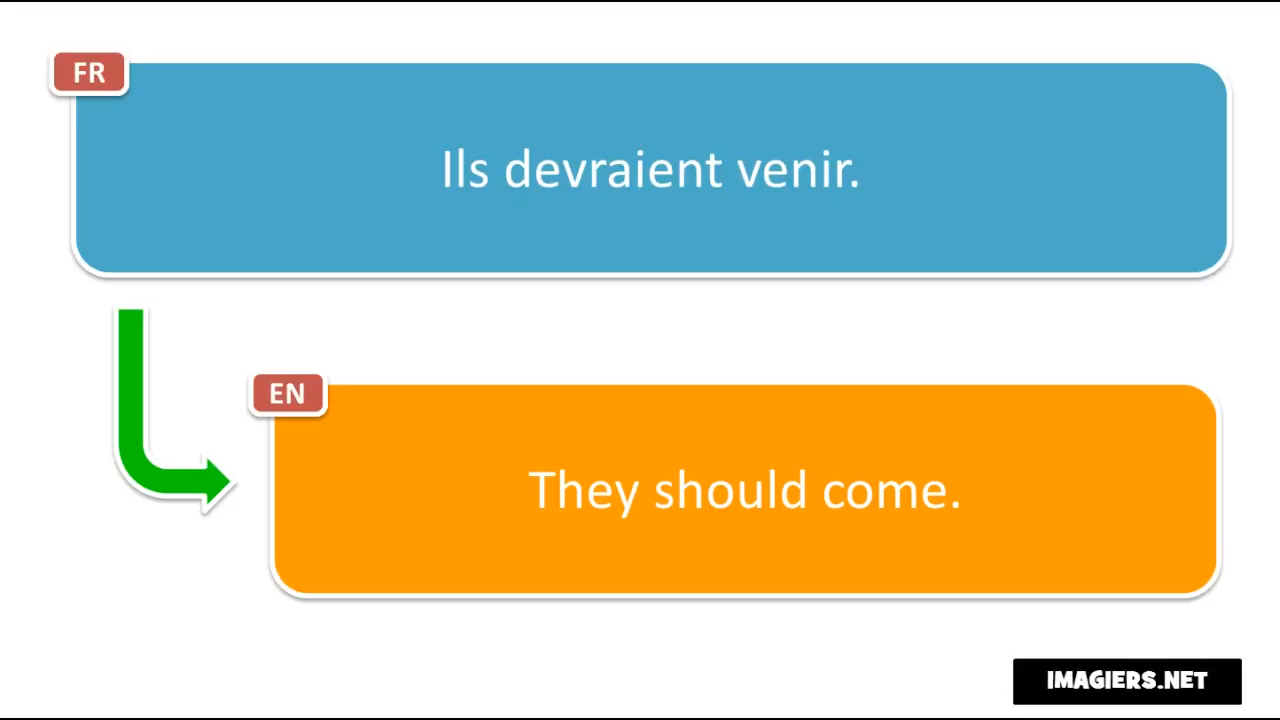 FR
Ils devraient venir.
EN
They should come.
IMAGIERS.NET